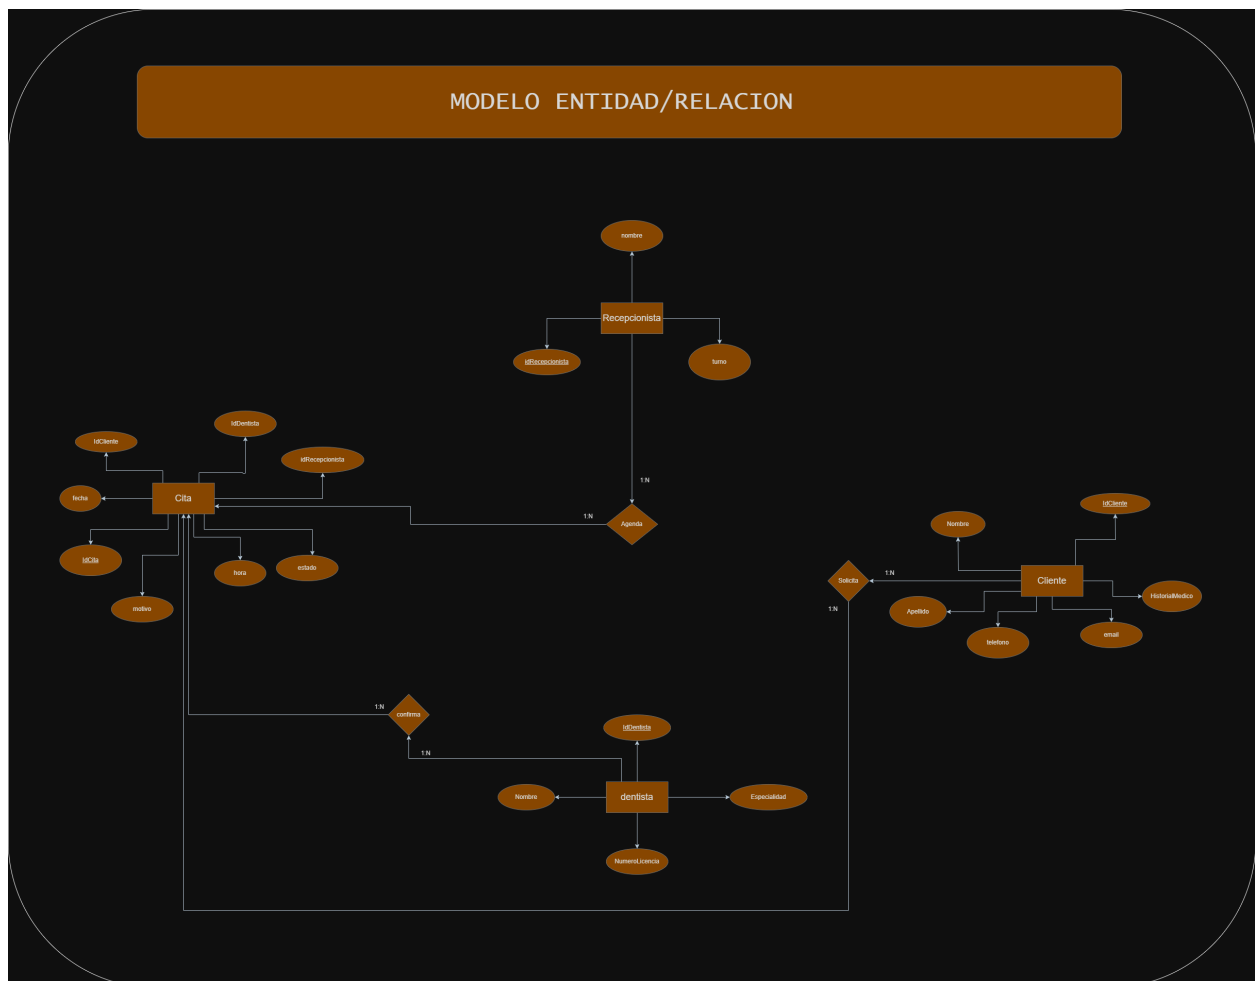 MODELO ENTIDAD/RELACION
nombre
Recepcionista
idRecepcionista
turno
IdDentista
IdCliente
idRecepcionista
Cita
fecha
IdCita
hora
estado
motivo
1:N
1:N
Agenda
IdCliente
Nombre
1:N
Solicita
Cliente
1:N
HistorialMedico
Apellido
telefono
email
1:N
confirma
1:N
IdDentista
Nombre
dentista
Especialidad
NumeroLicencia